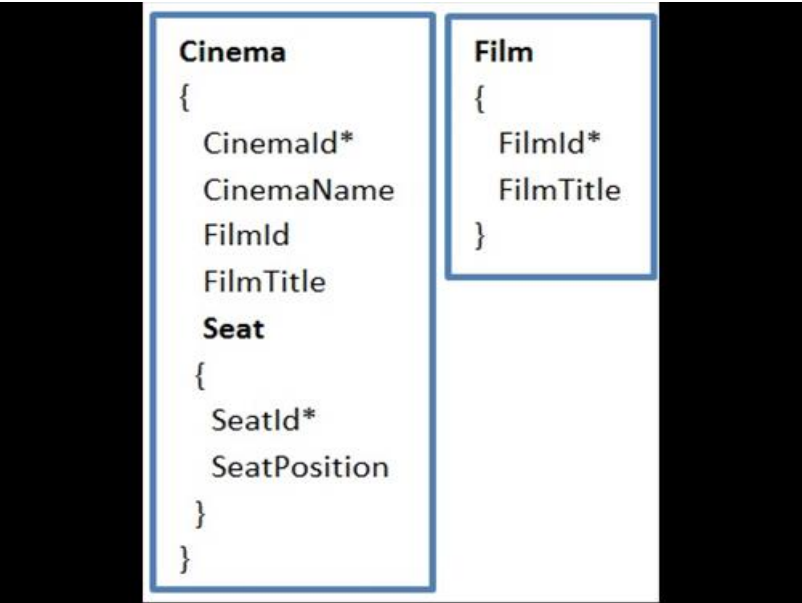 Cinema
{
CinemaId*
CinemaName
FilmId
FilmTitle
Seat
{
SeatId*
SeatPosition
}
}
Film
{
FilmId*
FilmTitle
}